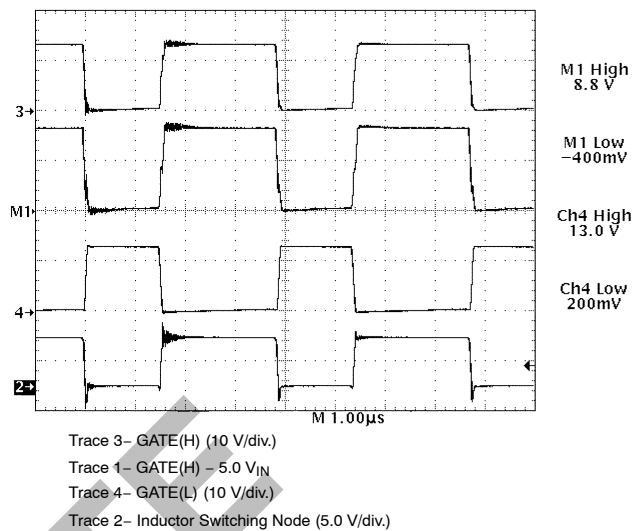 M1 High
8.8 V
3→
M1 Low
−400mV
M1
Ch4 High
13.0 V
Ch4 Low
200mV
4→
2→
M 1.00µs
Trace 3− GATE(H) (10 V/div.)
Trace 1− GATE(H) − 5.0 VIN
Trace 4− GATE(L) (10 V/div.)
Trace 2− Inductor Switching Node (5.0 V/div.)